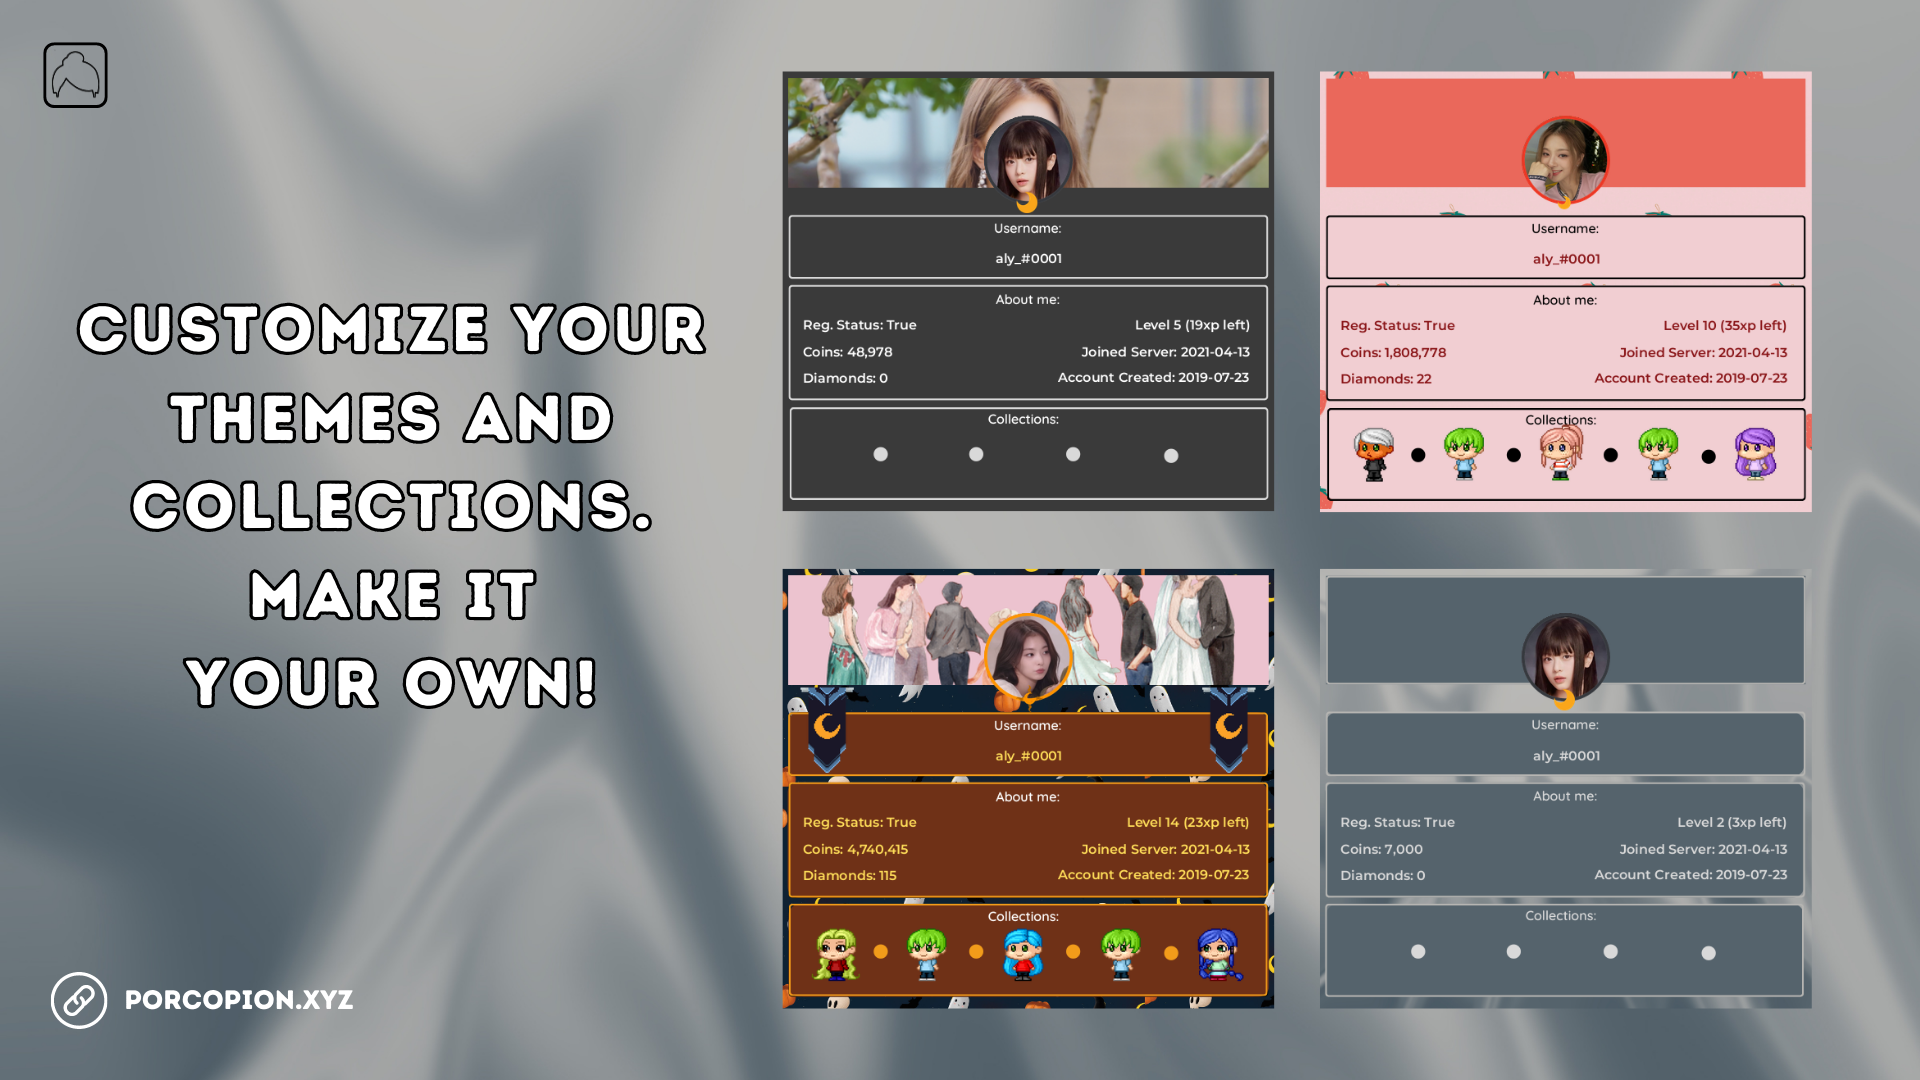 CUSTOMIZE YOUR
THEMES AND
COLLECTIONS.
MAKE IT
YOUR OWN!
PORCOPION.XYZ
Username:
aly_#0001
About me:
Reg. Status: True
Level 5 (19xp left)
Coins: 48,978
Joined Server: 2021-04-13
Diamonds: 0
Account Created: 2019-07-23
Collections:
Username:
aly_#0001
About me:
Reg. Status: True
Level 10 (35xp left)
Coins: 1,808,778
Joined Server: 2021-04-13
Diamonds: 22
Account Created: 2019-07-23
Collections:
Username:
aly_#0001
About me:
Reg. Status: True
Level 14 (23xp left)
Coins: 4,740,415
Joined Server: 2021-04-13
Diamonds: 115
Account Created: 2019-07-23
Collections:
Username:
aly_#0001
About me:
Reg. Status: True
Level 2 (3xp left)
Coins: 7,000
Joined Server: 2021-04-13
Diamonds: 0
Account Created: 2019-07-23
Collections: